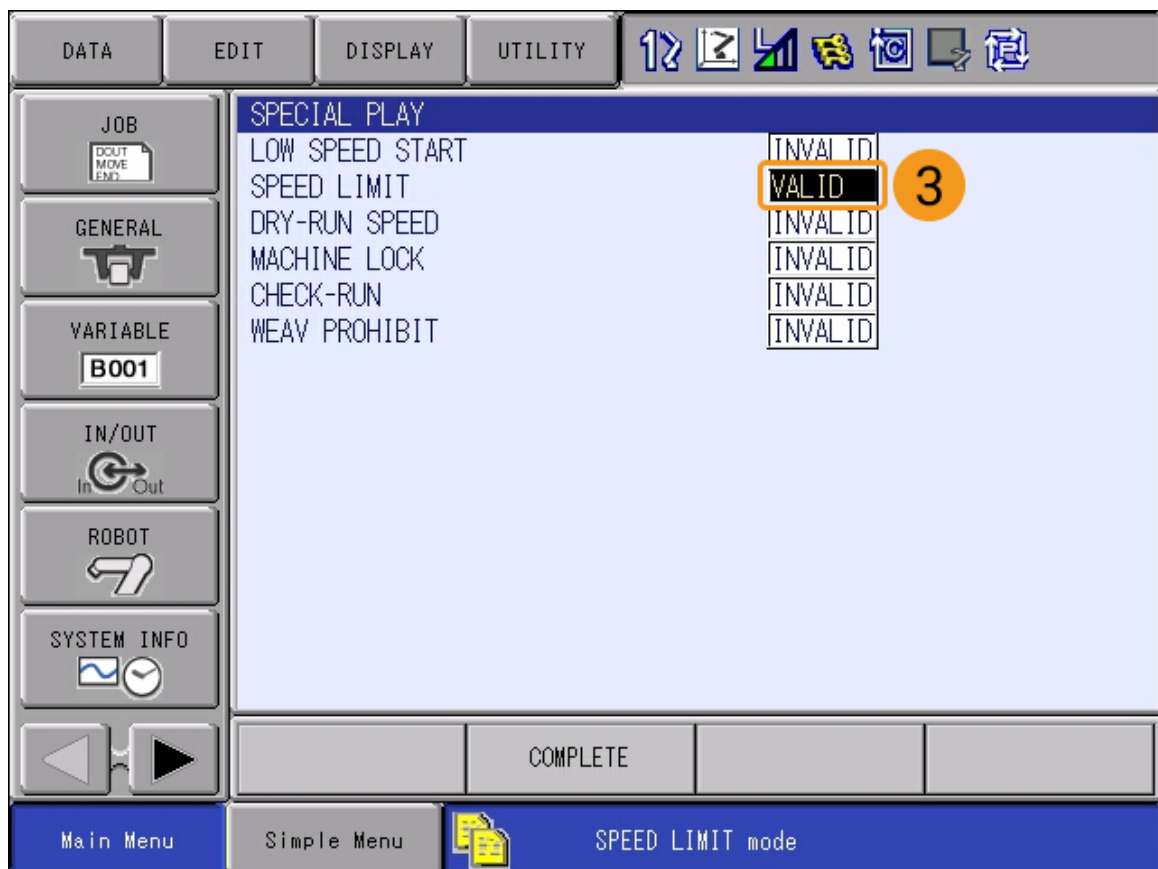 DATA EDIT DISPLAY UTILITY
JOB
DOUT
MOVE
END
GENERAL
VARIABLE
B001
IN/OUT
In Out
ROBOT
SYSTEM INFO
SPECIAL PLAY
LOW SPEED START INVALID
SPEED LIMIT VALID 3
DRY-RUN SPEED INVALID
MACHINE LOCK INVALID
CHECK-RUN INVALID
WEAV PROHIBIT INVALID
COMPLETE
Main Menu Simple Menu SPEED LIMIT mode